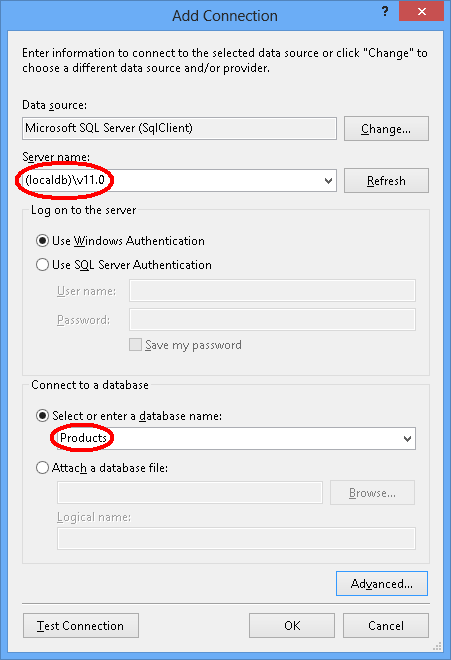 Add Connection
?
Enter information to connect to the selected data source or click "Change" to
choose a different data source and/or provider.
Data source:
Microsoft SQL Server (SqlClient)
Change...
Server name:
(localdb)\v11.0
Refresh
Log on to the server
Use Windows Authentication
Use SQL Server Authentication
User name:
Password:
Save my password
Connect to a database
Select or enter a database name:
Products
Attach a database file:
Browse...
Logical name:
Advanced...
Test Connection
OK
Cancel